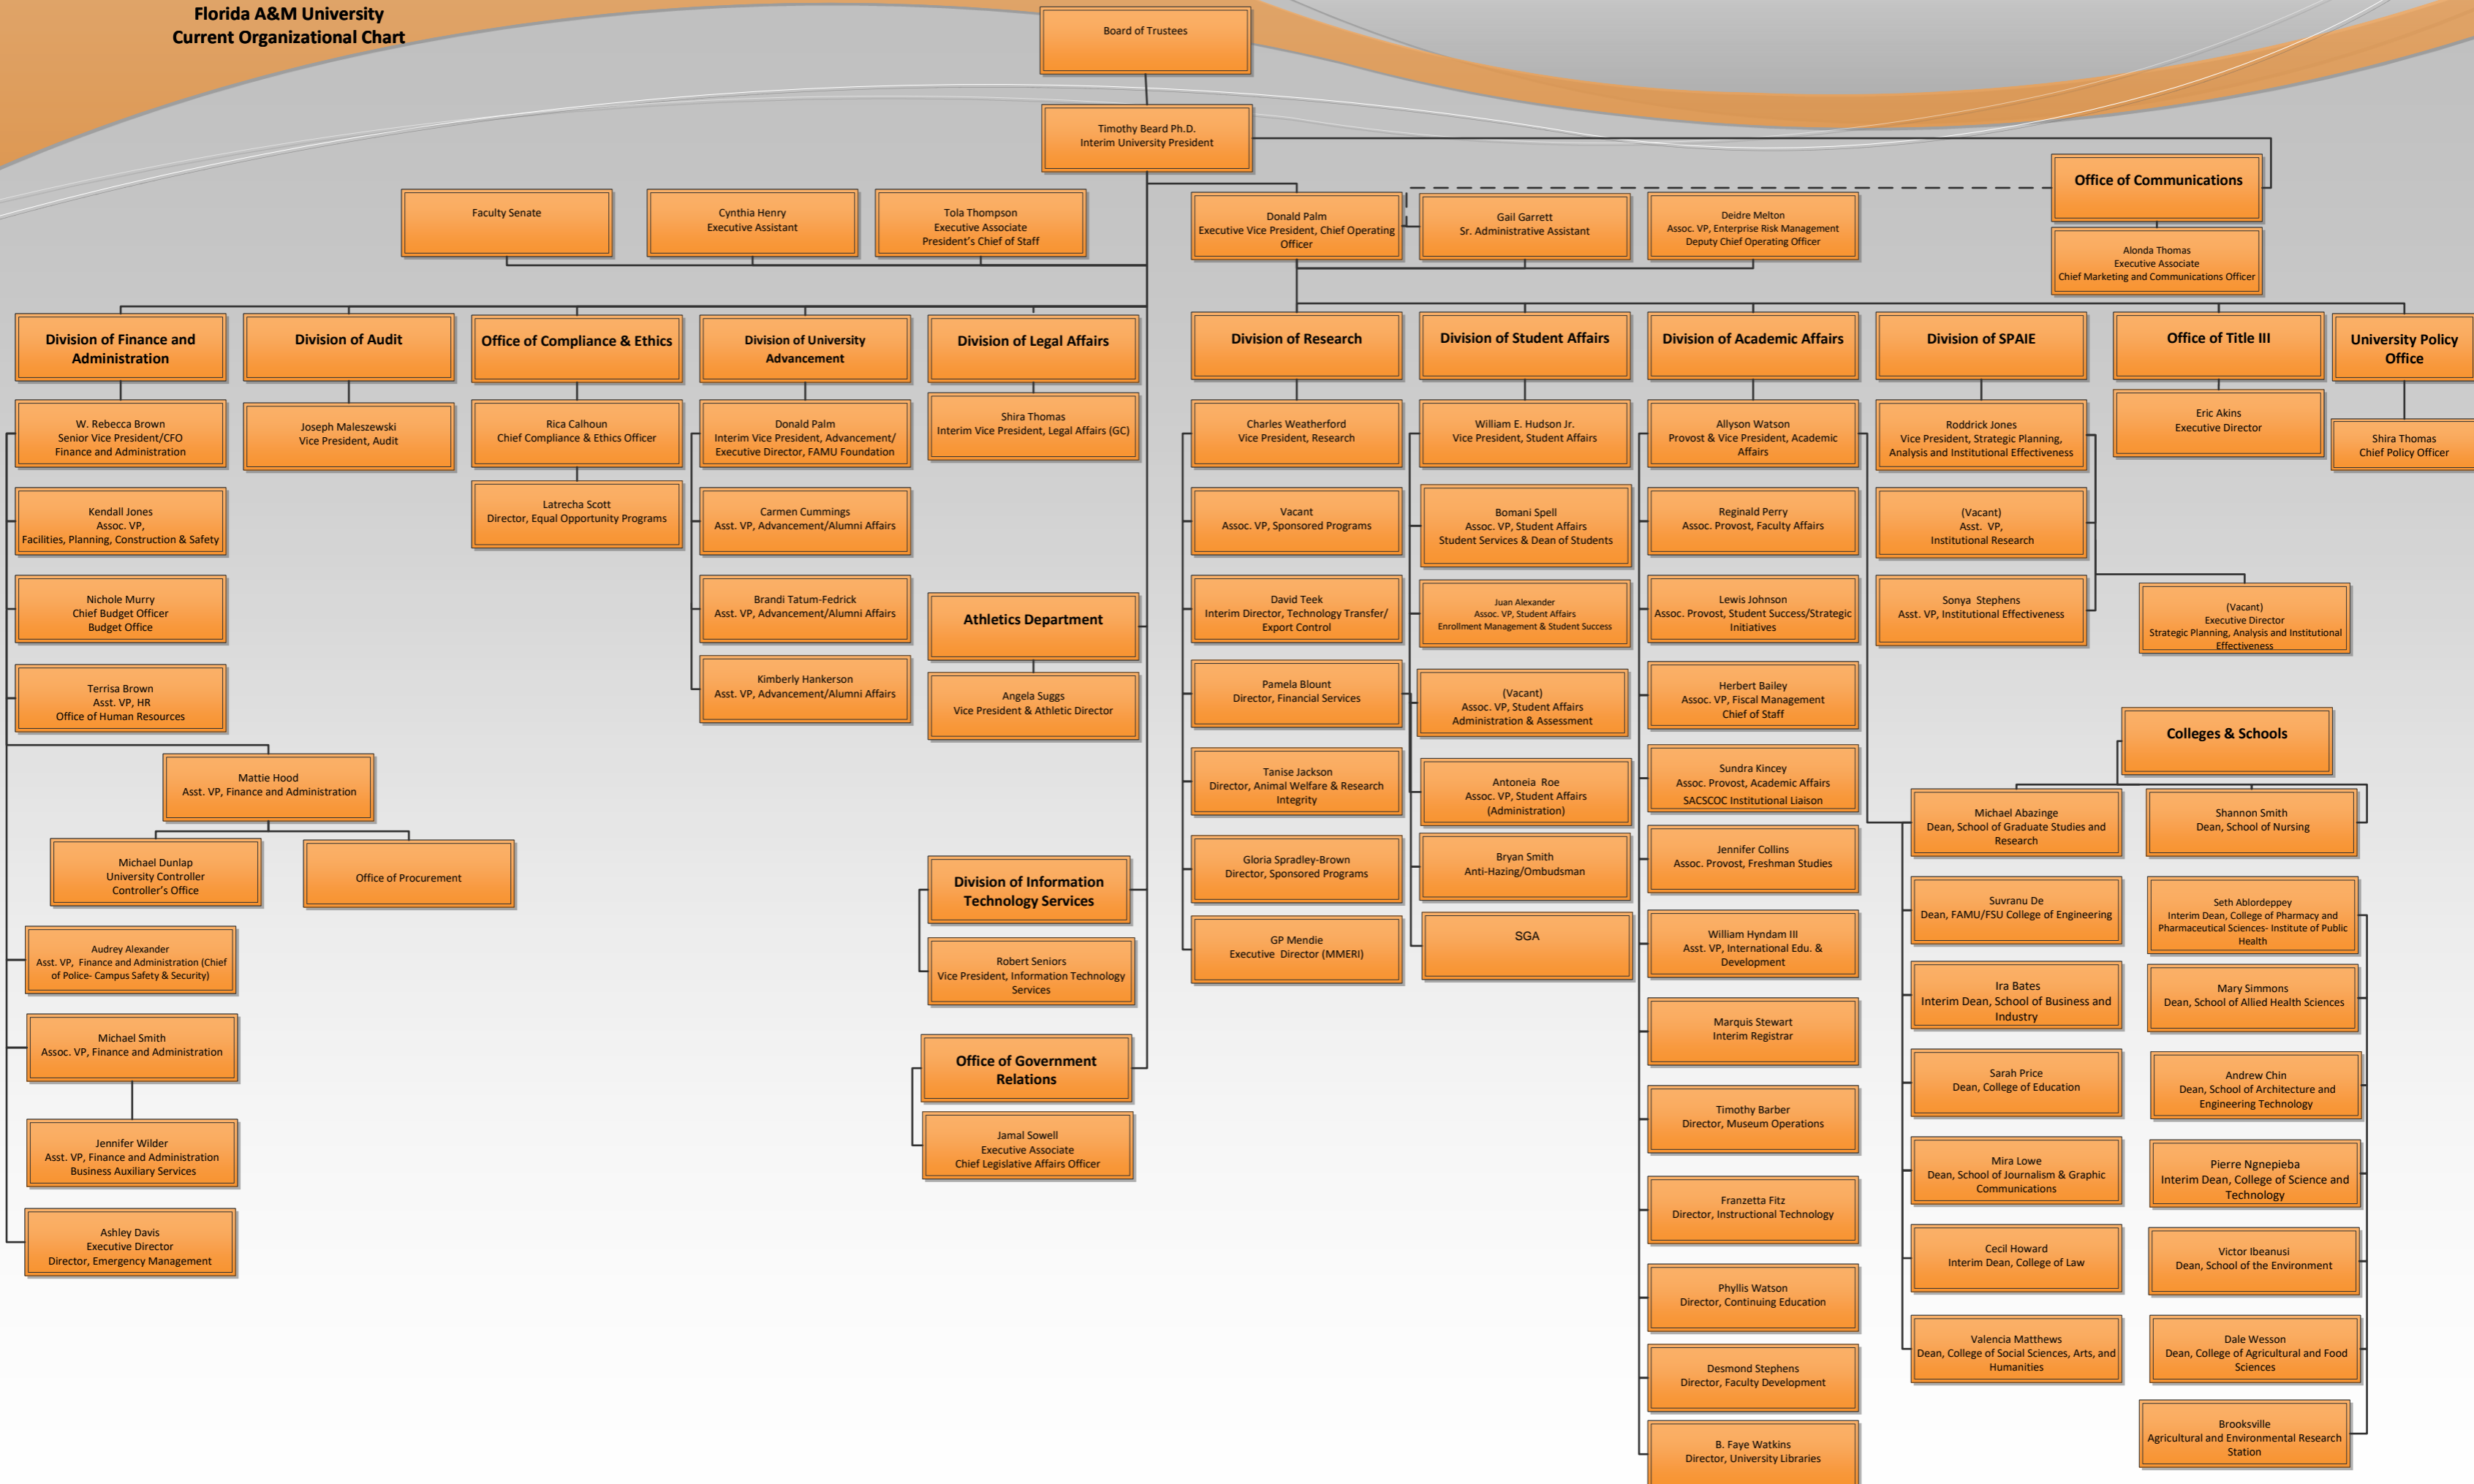 Florida A&M University
Current Organizational Chart
Board of Trustees
Timothy Beard Ph.D.
Interim University President
Office of Communications
Alonda Thomas
Executive Associate
Chief Marketing and Communications Officer
Faculty Senate
Cynthia Henry
Executive Assistant
Tola Thompson
Executive Associate
President's Chief of Staff
Donald Palm
Executive Vice President, Chief Operating
Officer
Gail Garrett
Sr. Administrative Assistant
Deidre Melton
Assoc. VP, Enterprise Risk Management
Deputy Chief Operating Officer
Division of Finance and
Administration
W. Rebecca Brown
Senior Vice President/CFO
Finance and Administration
Kendall Jones
Assoc. VP,
Facilities, Planning, Construction & Safety
Nichole Murry
Chief Budget Officer
Budget Office
Terrisa Brown
Asst. VP, HR
Office of Human Resources
Mattie Hood
Asst. VP, Finance and Administration
Michael Dunlap
University Controller
Controller's Office
Office of Procurement
Audrey Alexander
Asst. VP, Finance and Administration (Chief
of Police- Campus Safety & Security)
Michael Smith
Assoc. VP, Finance and Administration
Jennifer Wilder
Asst. VP, Finance and Administration
Business Auxiliary Services
Ashley Davis
Executive Director
Director, Emergency Management
Division of Audit
Joseph Maleszewski
Vice President, Audit
Office of Compliance & Ethics
Rica Calhoun
Chief Compliance & Ethics Officer
Latrecha Scott
Director, Equal Opportunity Programs
Division of University
Advancement
Donald Palm
Interim Vice President, Advancement/
Executive Director, FAMU Foundation
Carmen Cummings
Asst. VP, Advancement/Alumni Affairs
Brandi Tatum-Fedrick
Asst. VP, Advancement/Alumni Affairs
Kimberly Hankerson
Asst. VP, Advancement/Alumni Affairs
Division of Legal Affairs
Shira Thomas
Interim Vice President, Legal Affairs (GC)
Athletics Department
Angela Suggs
Vice President & Athletic Director
Division of Information
Technology Services
Robert Seniors
Vice President, Information Technology
Services
Office of Government
Relations
Jamal Sowell
Executive Associate
Chief Legislative Affairs Officer
Division of Research
Charles Weatherford
Vice President, Research
Vacant
Assoc. VP, Sponsored Programs
David Teek
Interim Director, Technology Transfer/
Export Control
Pamela Blount
Director, Financial Services
Tanise Jackson
Director, Animal Welfare & Research
Integrity
Gloria Spradley-Brown
Director, Sponsored Programs
GP Mendie
Executive Director (MMERI)
Division of Student Affairs
William E. Hudson Jr.
Vice President, Student Affairs
Bomani Spell
Assoc. VP, Student Affairs
Student Services & Dean of Students
Juan Alexander
Assoc. VP, Student Affairs
Enrollment Management & Student Success
(Vacant)
Assoc. VP, Student Affairs
Administration & Assessment
Antoneia Roe
Assoc. VP, Student Affairs
(Administration)
Bryan Smith
Anti-Hazing/Ombudsman
SGA
Division of Academic Affairs
Allyson Watson
Provost & Vice President, Academic
Affairs
Reginald Perry
Assoc. Provost, Faculty Affairs
Lewis Johnson
Assoc. Provost, Student Success/Strategic
Initiatives
Herbert Bailey
Assoc. VP, Fiscal Management
Chief of Staff
Sundra Kincey
Assoc. Provost, Academic Affairs
SACSCOC Institutional Liaison
Jennifer Collins
Assoc. Provost, Freshman Studies
William Hyndam III
Asst. VP, International Edu. &
Development
Marquis Stewart
Interim Registrar
Timothy Barber
Director, Museum Operations
Franzetta Fitz
Director, Instructional Technology
Phyllis Watson
Director, Continuing Education
Desmond Stephens
Director, Faculty Development
B. Faye Watkins
Director, University Libraries
Division of SPAIE
Roddrick Jones
Vice President, Strategic Planning,
Analysis and Institutional Effectiveness
(Vacant)
Asst. VP,
Institutional Research
Sonya Stephens
Asst. VP, Institutional Effectiveness
(Vacant)
Executive Director
Strategic Planning, Analysis and Institutional
Effectiveness
Office of Title III
Eric Akins
Executive Director
University Policy
Office
Shira Thomas
Chief Policy Officer
Colleges & Schools
Michael Abazinge
Dean, School of Graduate Studies and
Research
Suvranu De
Dean, FAMU/FSU College of Engineering
Ira Bates
Interim Dean, School of Business and
Industry
Sarah Price
Dean, College of Education
Mira Lowe
Dean, School of Journalism & Graphic
Communications
Cecil Howard
Interim Dean, College of Law
Valencia Matthews
Dean, College of Social Sciences, Arts, and
Humanities
Shannon Smith
Dean, School of Nursing
Seth Ablordeppey
Interim Dean, College of Pharmacy and
Pharmaceutical Sciences- Institute of Public
Health
Mary Simmons
Dean, School of Allied Health Sciences
Andrew Chin
Dean, School of Architecture and
Engineering Technology
Pierre Ngnepieba
Interim Dean, College of Science and
Technology
Victor Ibeanusi
Dean, School of the Environment
Dale Wesson
Dean, College of Agricultural and Food
Sciences
Brooksville
Agricultural and Environmental Research
Station